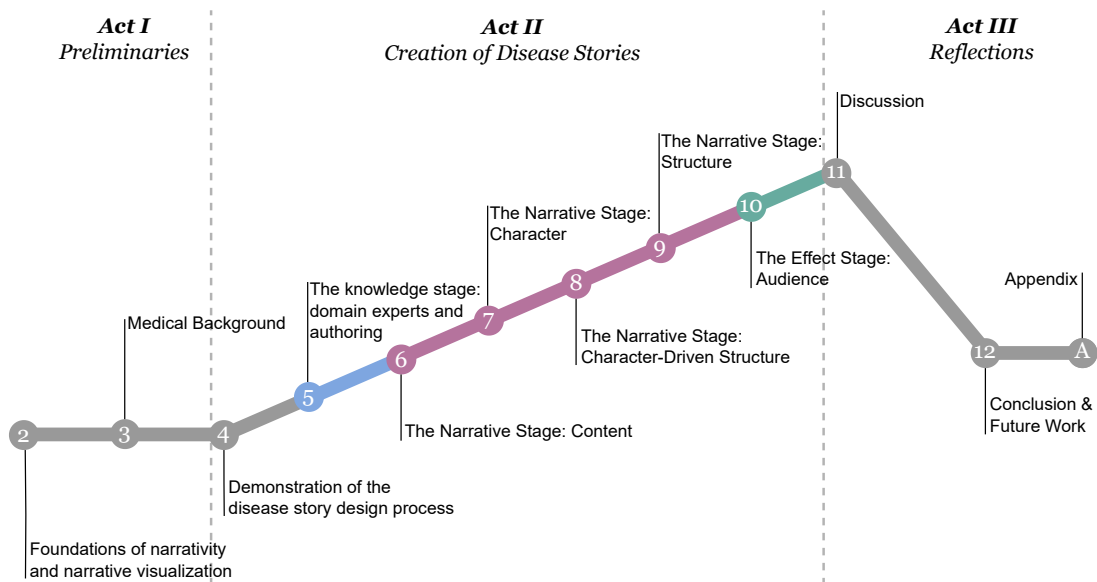 Act I
Preliminaries
Act II
Creation of Disease Stories
Act III
Reflections
2
Foundations of narrativity
and narrative visualization
3
Medical Background
4
Demonstration of the
disease story design process
5
The knowledge stage:
domain experts and
authoring
6
The Narrative Stage: Content
7
The Narrative Stage:
Character
8
The Narrative Stage:
Character-Driven Structure
9
The Narrative Stage:
Structure
10
The Effect Stage:
Audience
11
Discussion
12
Conclusion &
Future Work
A
Appendix